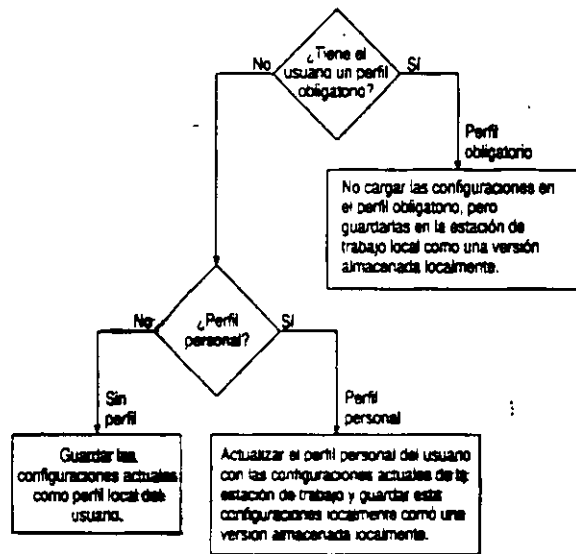 ¿Tiene el
usuario un perfil
obligatorio?
No
Sí
Perfil
obligatorio
No cargar las configuraciones en
el perfil obligatorio, pero
guardarlas en la estación de
trabajo local como una versión
almacenada localmente.
¿Perfil
personal?
No
Sí
Sin
perfil
Perfil
personal
Guardar las
configuraciones actuales
como perfil local del
usuario.
Actualizar el perfil personal del usuario
con las configuraciones actuales de la
estación de trabajo y guardar esta
configuraciones localmente como una
versión almacenada localmente.